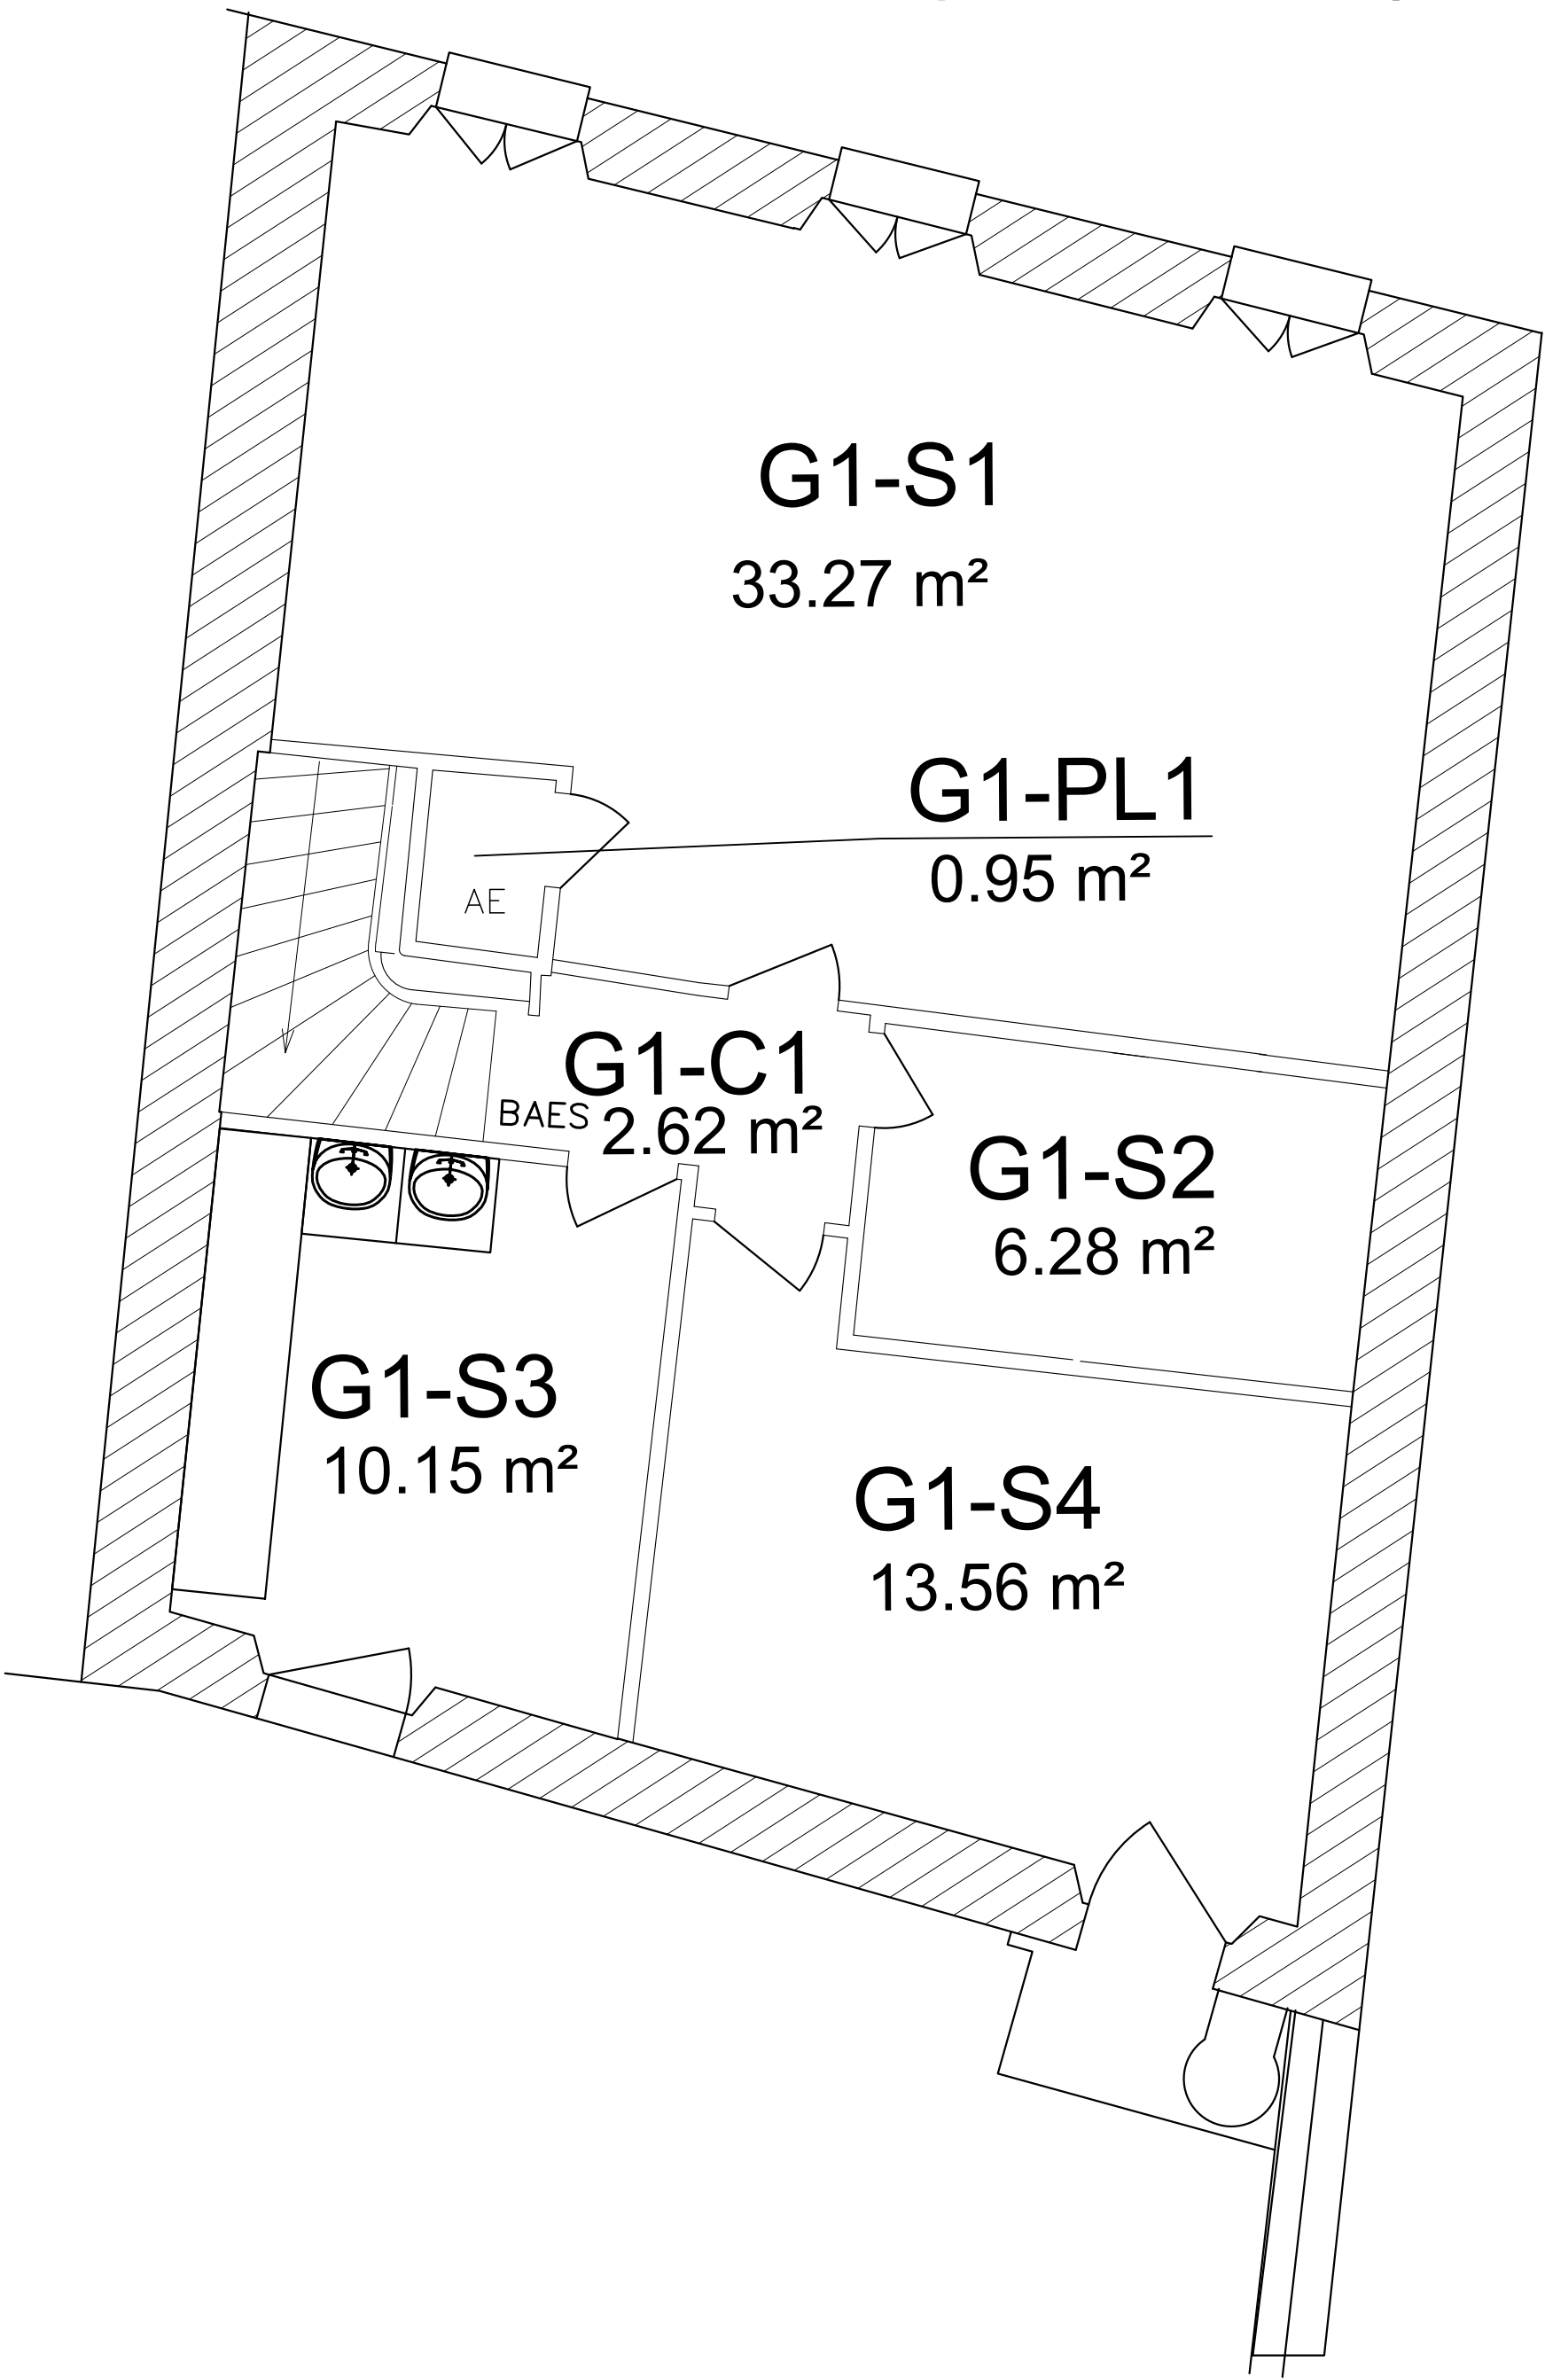 G1-S1
33.27 m²
G1-PL1
0.95 m²
AE
G1-C1
BAES
2.62 m²
G1-S2
6.28 m²
G1-S3
10.15 m²
G1-S4
13.56 m²